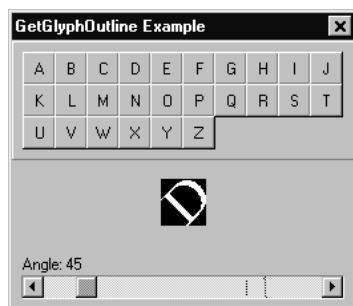 GetGlyphOutline Example
A B C D E F G H I J
K L M N O P Q R S T
U V W X Y Z
D
Angle: 45